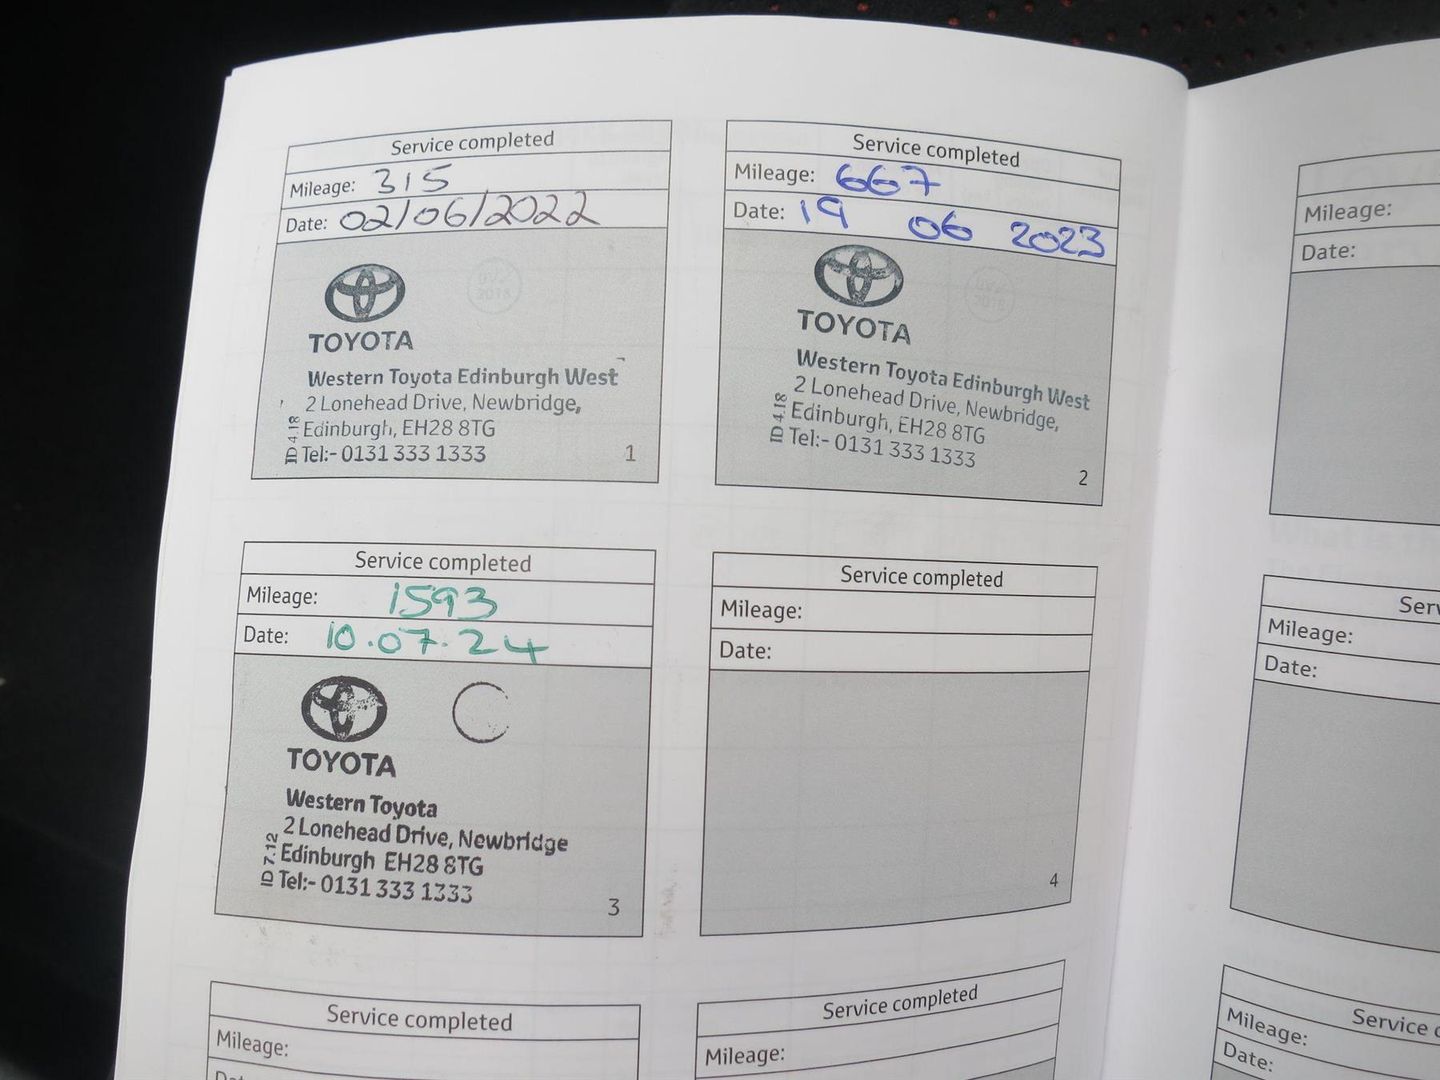 Service completed
Mileage: 315
Date: 02/06/2022
TOYOTA
Western Toyota Edinburgh West
2 Lonehead Drive, Newbridge,
Edinburgh, EH28 8TG
Tel:- 0131 333 1333
ID 4.18
1
Service completed
Mileage: 667
Date: 19 06 2023
TOYOTA
Western Toyota Edinburgh West
2 Lonehead Drive, Newbridge,
Edinburgh, EH28 8TG
Tel:- 0131 333 1333
ID 4.18
2
Service completed
Mileage: 1593
Date: 10.07.24
TOYOTA
Western Toyota
2 Lonehead Drive, Newbridge
Edinburgh EH28 8TG
Tel:- 0131 333 1333
ID 7.12
3
Service completed
Mileage:
Date:
4
Service completed
Mileage:
Service completed
Mileage:
Mileage:
Date:
Mileage:
Date:
Service
Mileage:
Date: